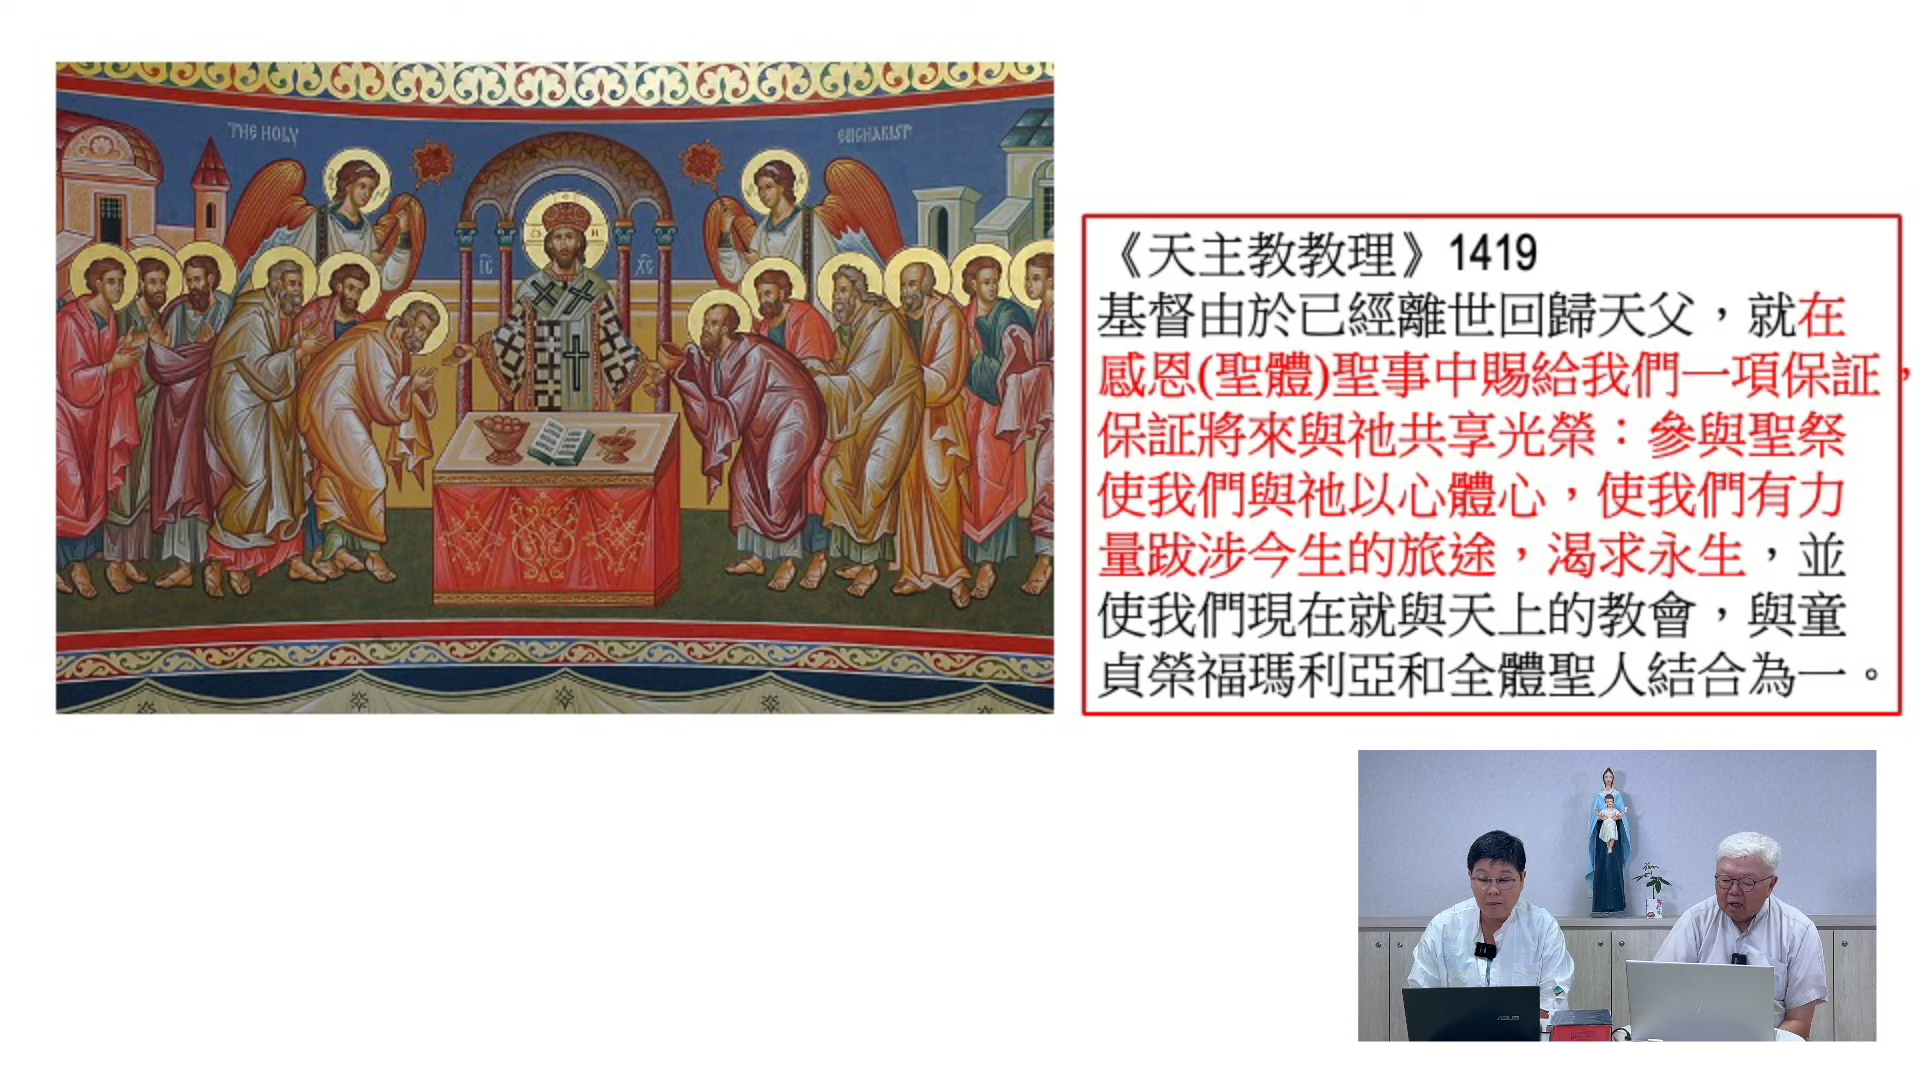 THE HOLY
EUCHARIST
IC
XC
《天主教教理》1419
基督由於已經離世回歸天父，就在
感恩(聖體)聖事中賜給我們一項保証，
保証將來與祂共享光榮：參與聖祭
使我們與祂以心體心，使我們有力
量跋涉今生的旅途，渴求永生，並
使我們現在就與天上的教會，與童
貞榮福瑪利亞和全體聖人結合為一。
ASUS